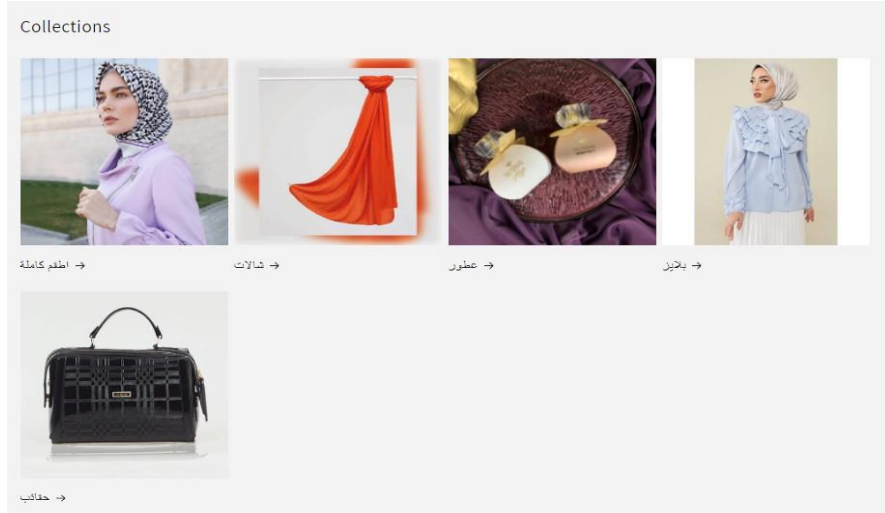 Collections
اطقم كاملة →
شالات →
عطور →
بلايز →
حقائب →